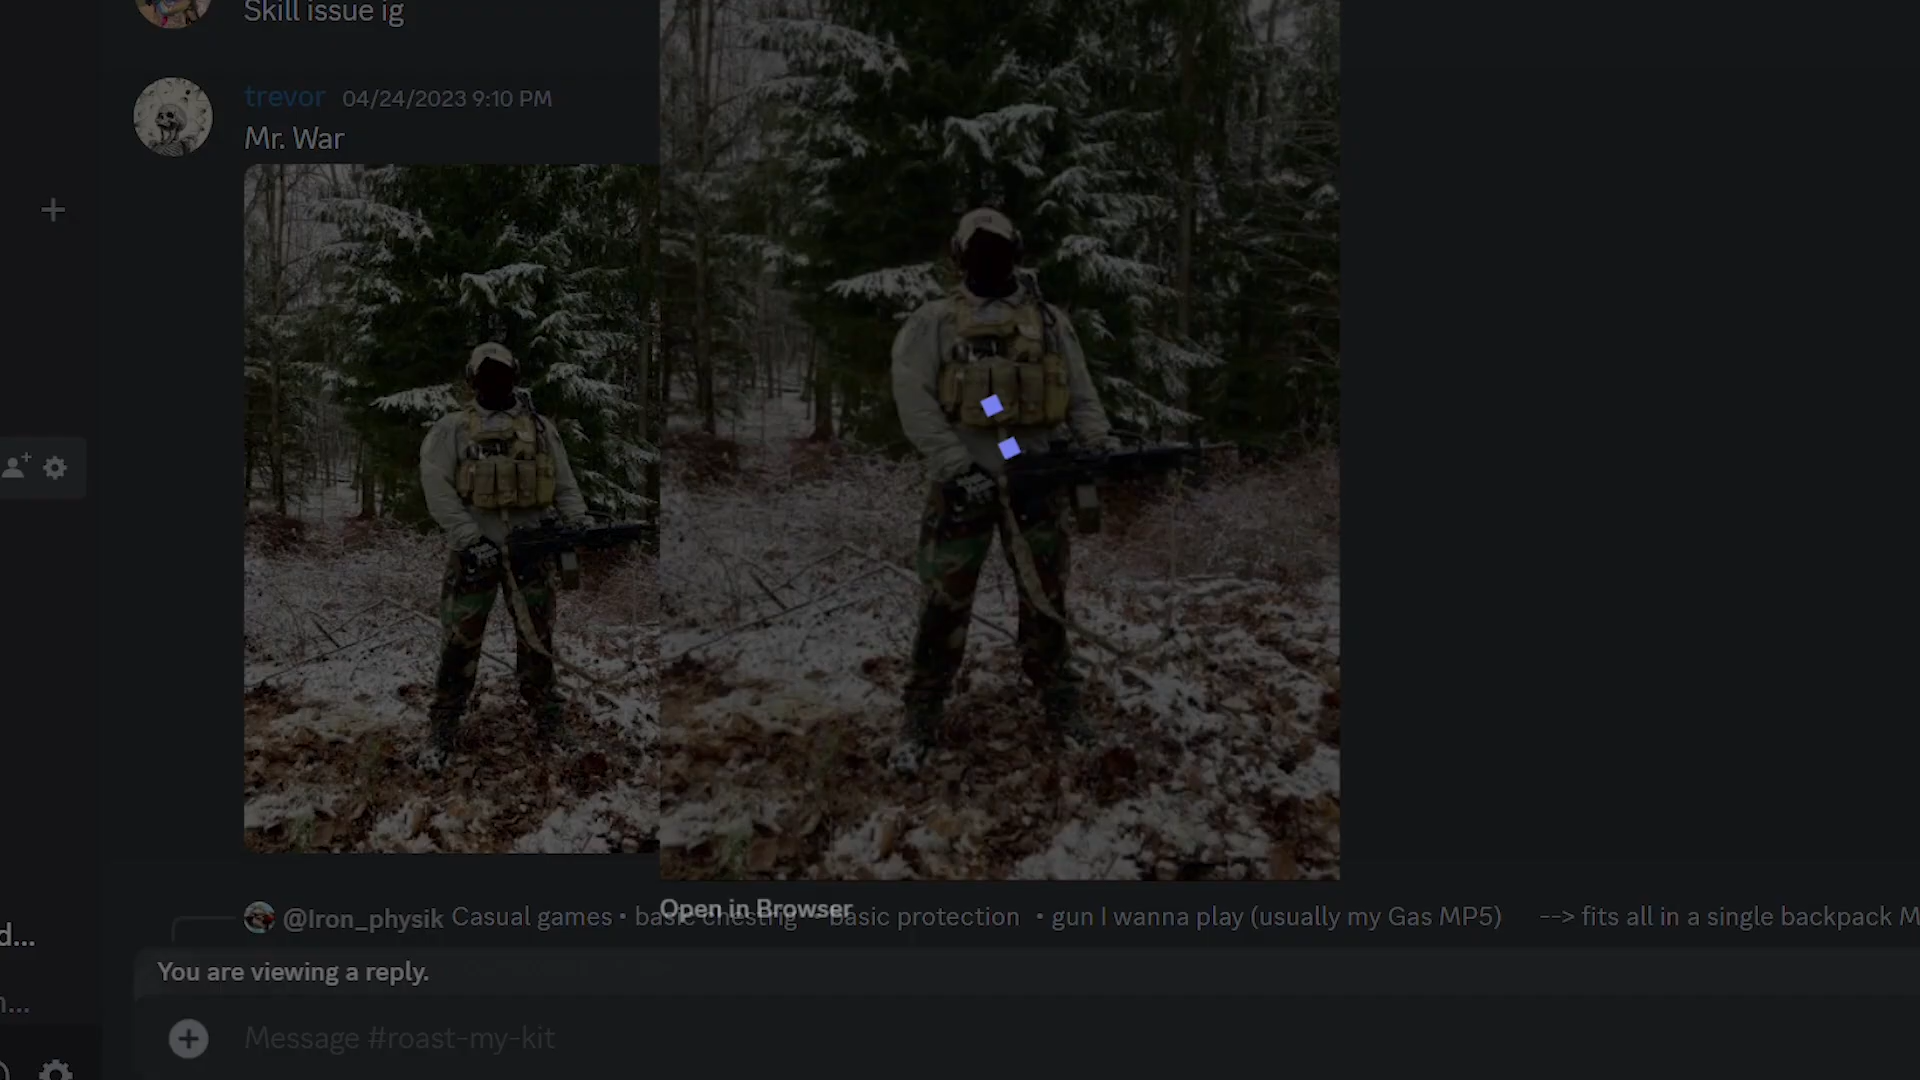 Skill issue ig
trevor 04/24/2023 9:10 PM
Mr. War
@Iron_physik Casual games • basic chestrig • basic protection • gun I wanna play (usually my Gas MP5) --> fits all in a single backpack M
Open in Browser
d...
You are viewing a reply.
Message #roast-my-kit